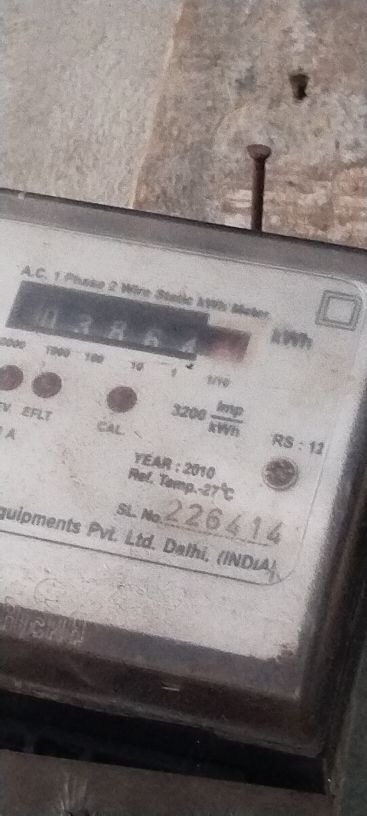 A.C. 1 Phase 2 Wire Static kWh Meter
03864 kWh
1000 100 10 1 1/10
EFLT CAL. 3200 Imp/kWh
RS : 12
YEAR : 2010
Ref. Temp.-27°C
SL. No. 226414
quipments Pvt. Ltd. Delhi, (INDIA)